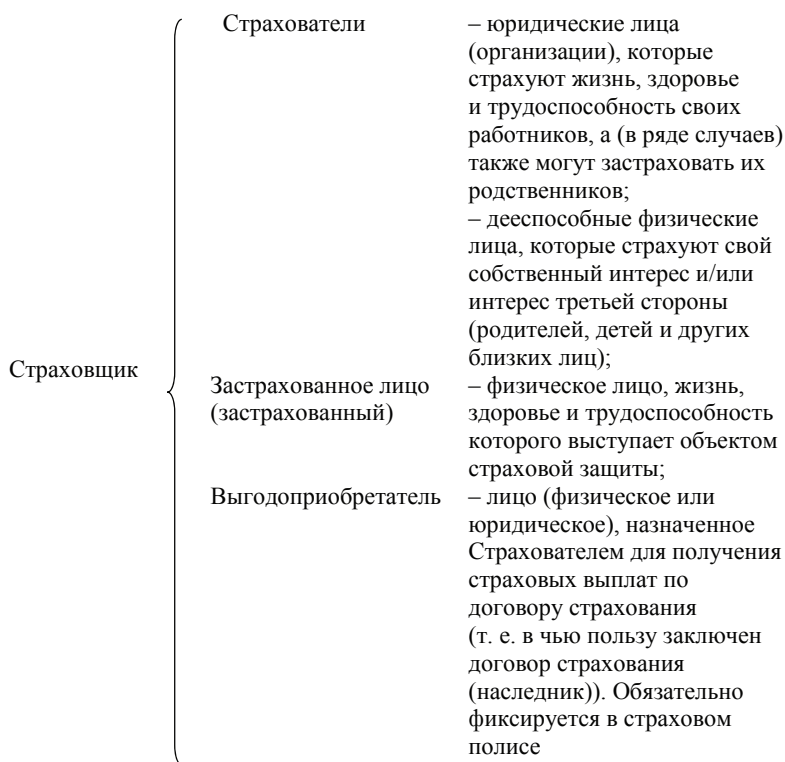 Страхователи – юридические лица
(организации), которые
страхуют жизнь, здоровье
и трудоспособность своих
работников, а (в ряде случаев)
также могут застраховать их
родственников;
– дееспособные физические
лица, которые страхуют свой
собственный интерес и/или
интерес третьей стороны
(родителей, детей и других
близких лиц);
Страховщик
Застрахованное лицо – физическое лицо, жизнь,
(застрахованный) здоровье и трудоспособность
которого выступает объектом
страховой защиты;
Выгодоприобретатель – лицо (физическое или
юридическое), назначенное
Страхователем для получения
страховых выплат по
договору страхования
(т. е. в чью пользу заключен
договор страхования
(наследник)). Обязательно
фиксируется в страховом
полисе